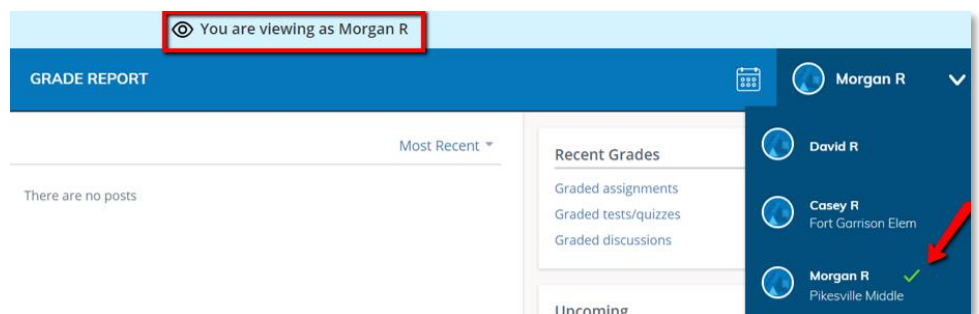 You are viewing as Morgan R
GRADE REPORT
Morgan R
Most Recent
There are no posts
Recent Grades
Graded assignments
Graded tests/quizzes
Graded discussions
Upcoming
David R
Casey R
Fort Garrison Elem
Morgan R
Pikesville Middle